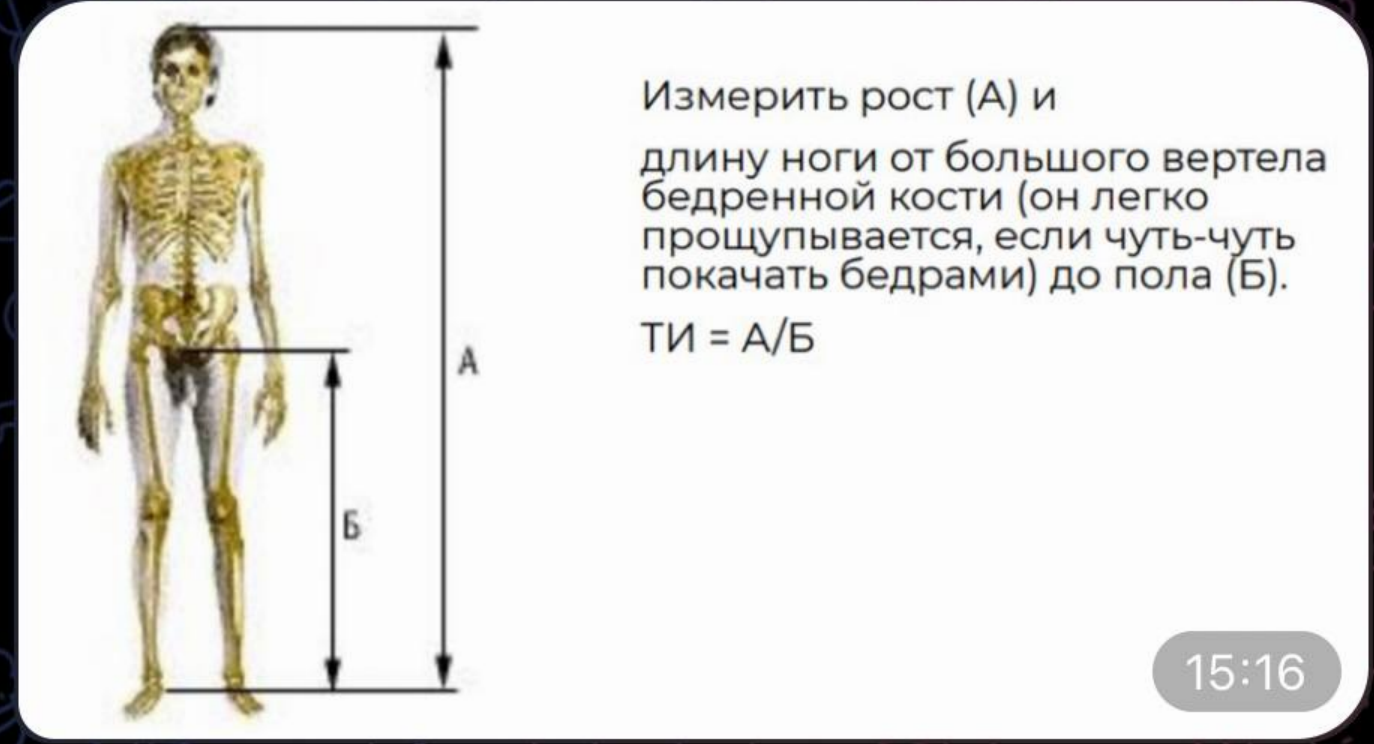 Измерить рост (А) и
длину ноги от большого вертела
бедренной кости (он легко
прощупывается, если чуть-чуть
покачать бедрами) до пола (Б).
ТИ = А/Б
А
Б
15:16